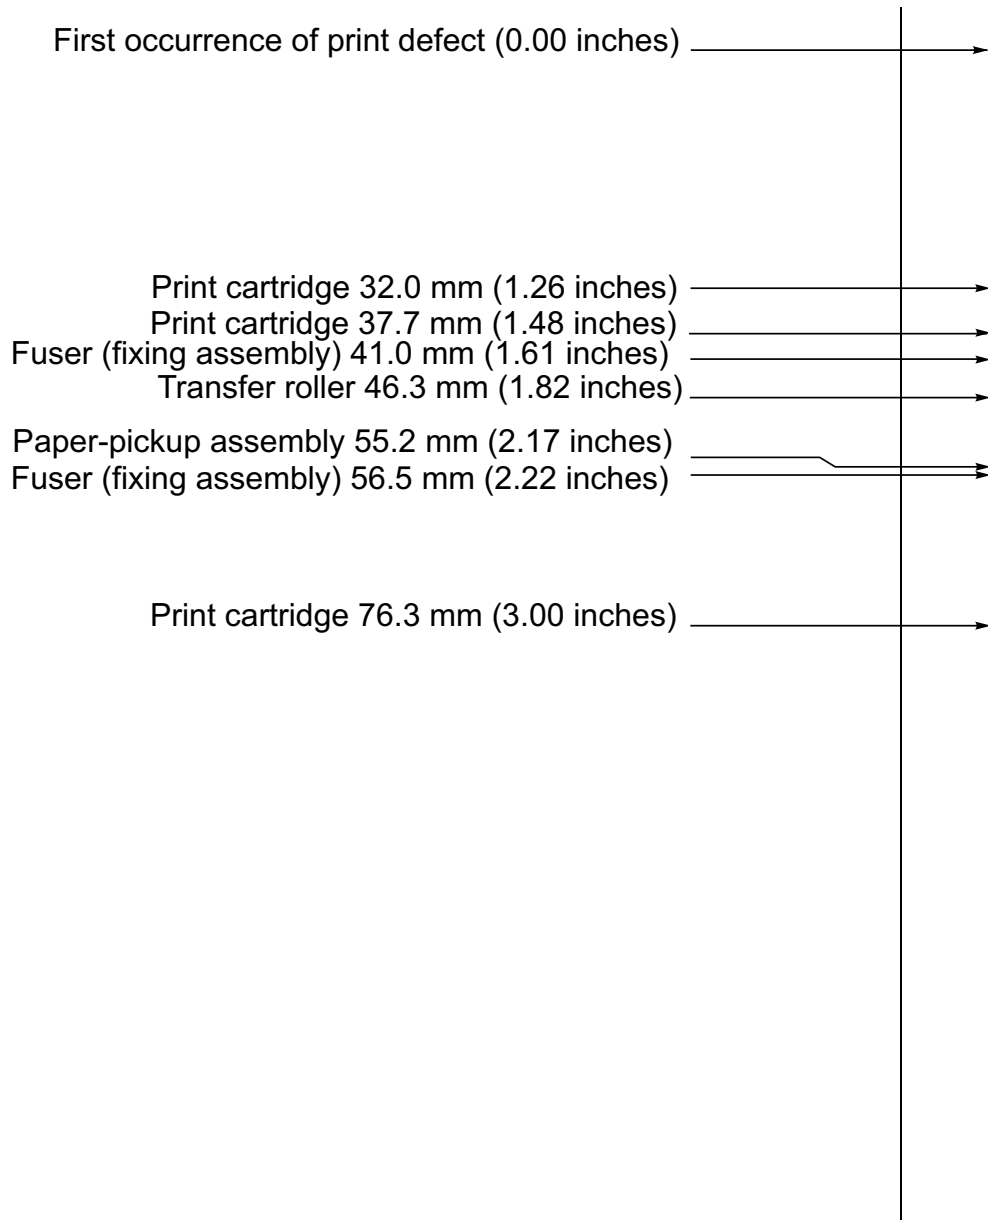 First occurrence of print defect (0.00 inches)
Print cartridge 32.0 mm (1.26 inches)
Print cartridge 37.7 mm (1.48 inches)
Fuser (fixing assembly) 41.0 mm (1.61 inches)
Transfer roller 46.3 mm (1.82 inches)
Paper-pickup assembly 55.2 mm (2.17 inches)
Fuser (fixing assembly) 56.5 mm (2.22 inches)
Print cartridge 76.3 mm (3.00 inches)